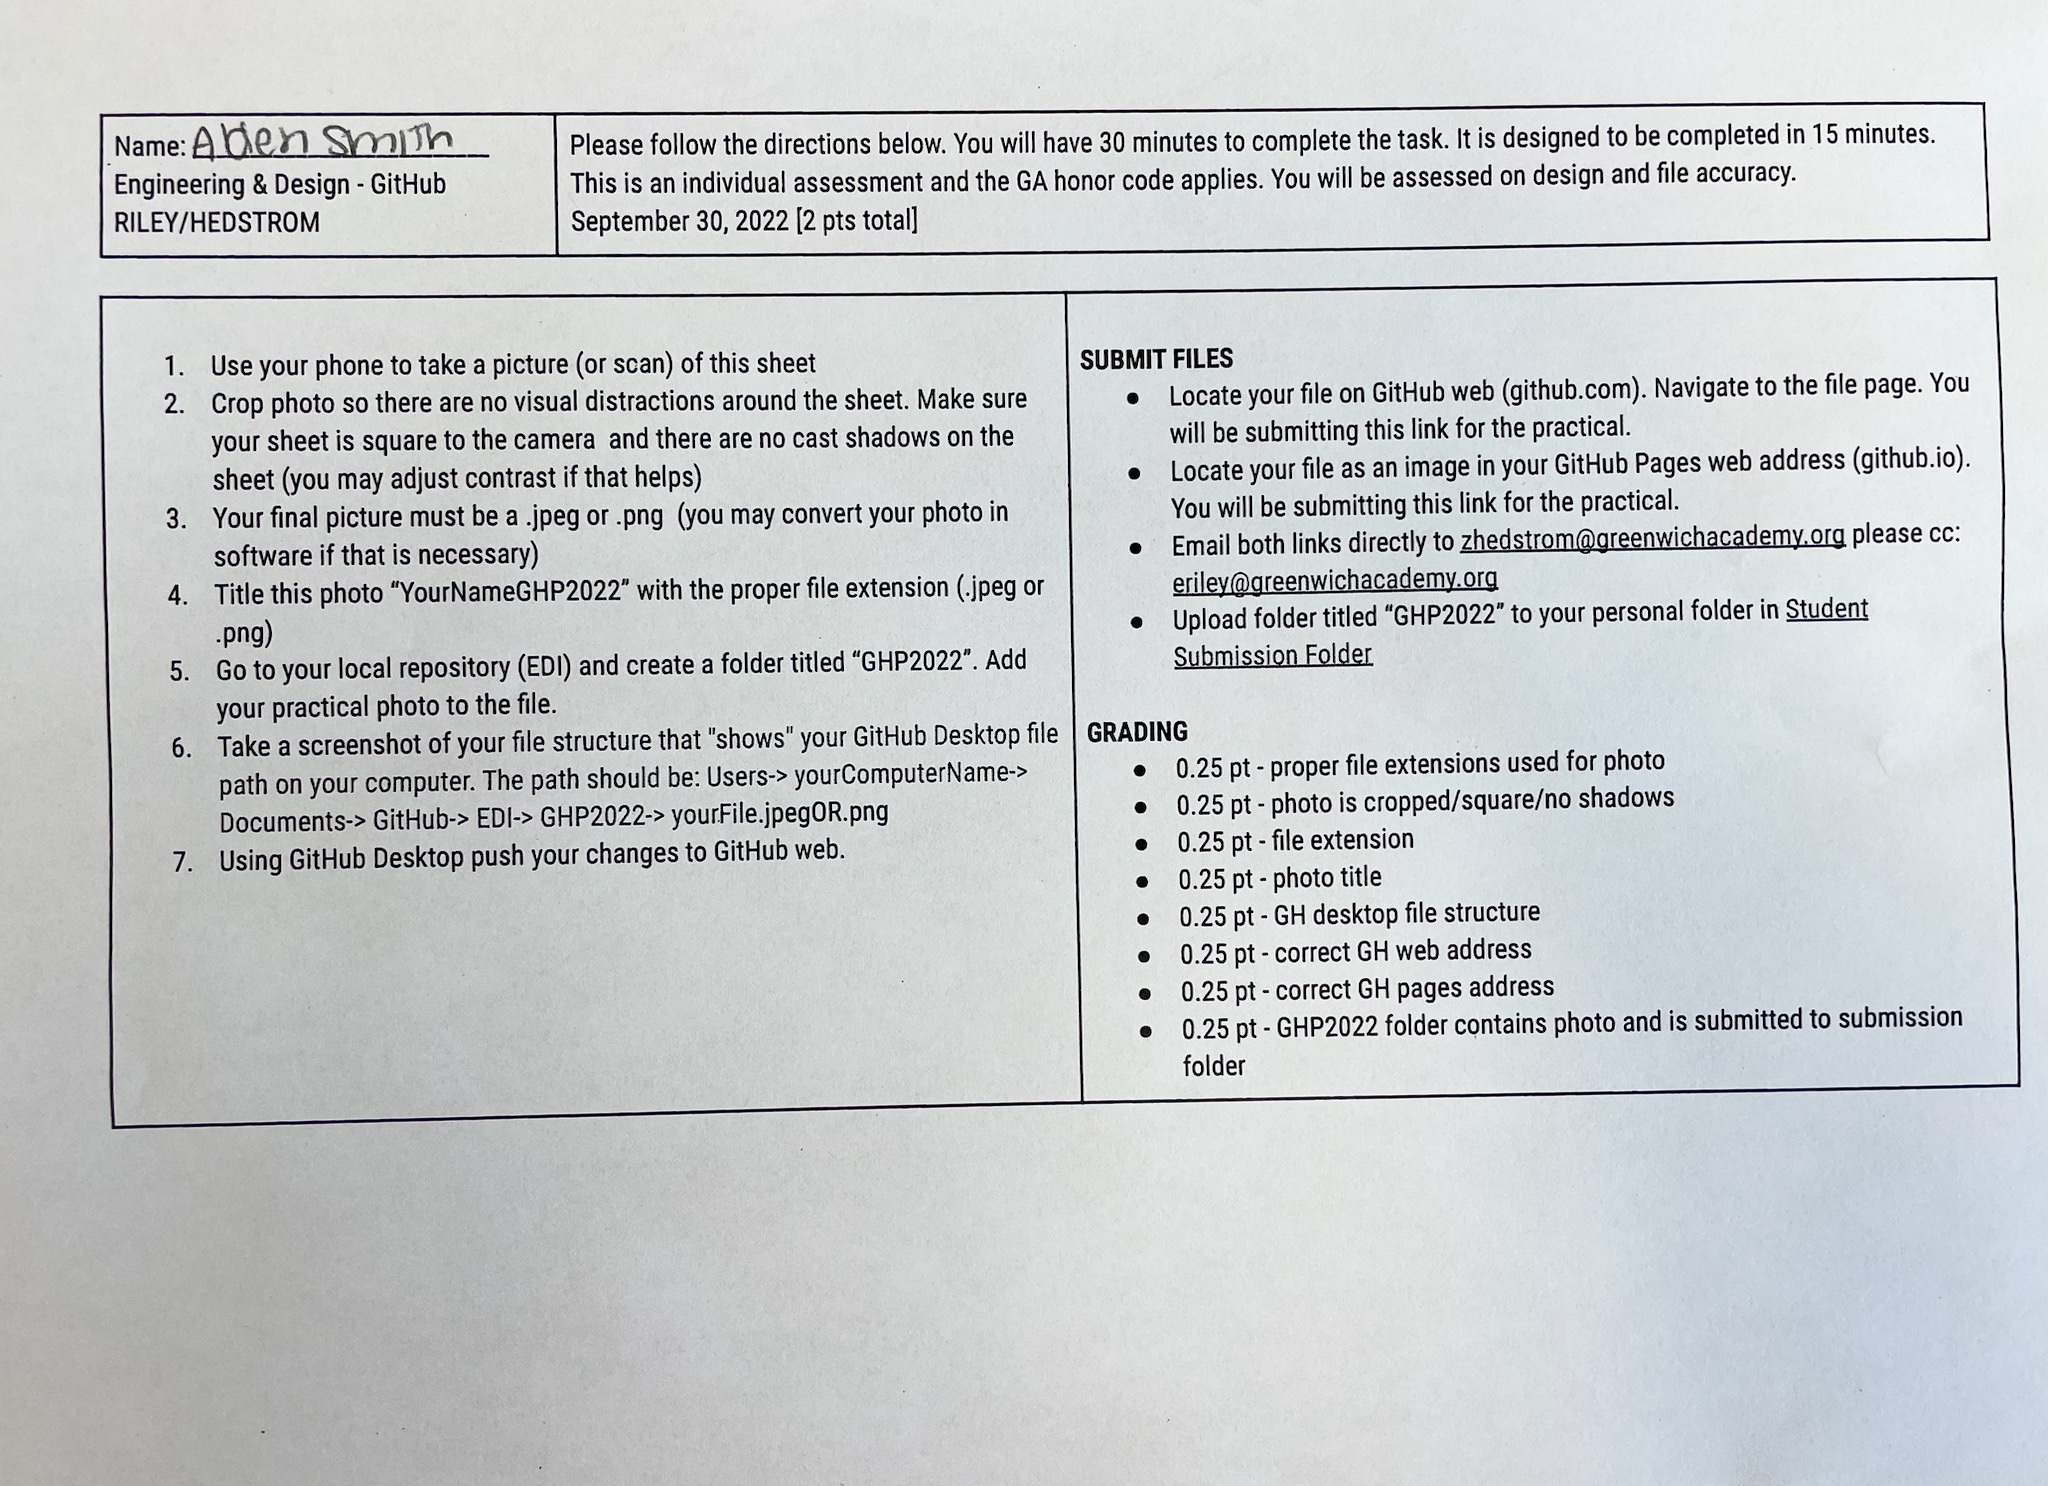 Name: Aden Smith
Engineering & Design - GitHub
RILEY/HEDSTROM
Please follow the directions below. You will have 30 minutes to complete the task. It is designed to be completed in 15 minutes.
This is an individual assessment and the GA honor code applies. You will be assessed on design and file accuracy.
September 30, 2022 [2 pts total]
1. Use your phone to take a picture (or scan) of this sheet
2. Crop photo so there are no visual distractions around the sheet. Make sure
your sheet is square to the camera and there are no cast shadows on the
sheet (you may adjust contrast if that helps)
3. Your final picture must be a .jpeg or .png (you may convert your photo in
software if that is necessary)
4. Title this photo “YourNameGHP2022” with the proper file extension (.jpeg or
.png)
5. Go to your local repository (EDI) and create a folder titled “GHP2022”. Add
your practical photo to the file.
6. Take a screenshot of your file structure that "shows" your GitHub Desktop file
path on your computer. The path should be: Users-> yourComputerName->
Documents-> GitHub-> EDI-> GHP2022-> yourFile.jpegOR.png
7. Using GitHub Desktop push your changes to GitHub web.
SUBMIT FILES
● Locate your file on GitHub web (github.com). Navigate to the file page. You
will be submitting this link for the practical.
● Locate your file as an image in your GitHub Pages web address (github.io).
You will be submitting this link for the practical.
● Email both links directly to zhedstrom@greenwichacademy.org please cc:
eriley@greenwichacademy.org
● Upload folder titled “GHP2022” to your personal folder in Student
Submission Folder
GRADING
● 0.25 pt - proper file extensions used for photo
● 0.25 pt - photo is cropped/square/no shadows
● 0.25 pt - file extension
● 0.25 pt - photo title
● 0.25 pt - GH desktop file structure
● 0.25 pt - correct GH web address
● 0.25 pt - correct GH pages address
● 0.25 pt - GHP2022 folder contains photo and is submitted to submission
folder